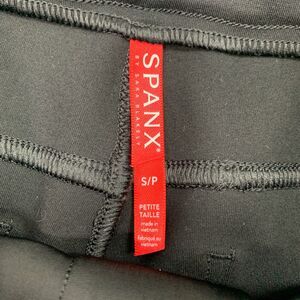 SPANX®
BY SARA BLAKELY
S/P
PETITE
TAILLE
made in
vietnam
fabriqué au
vietnam